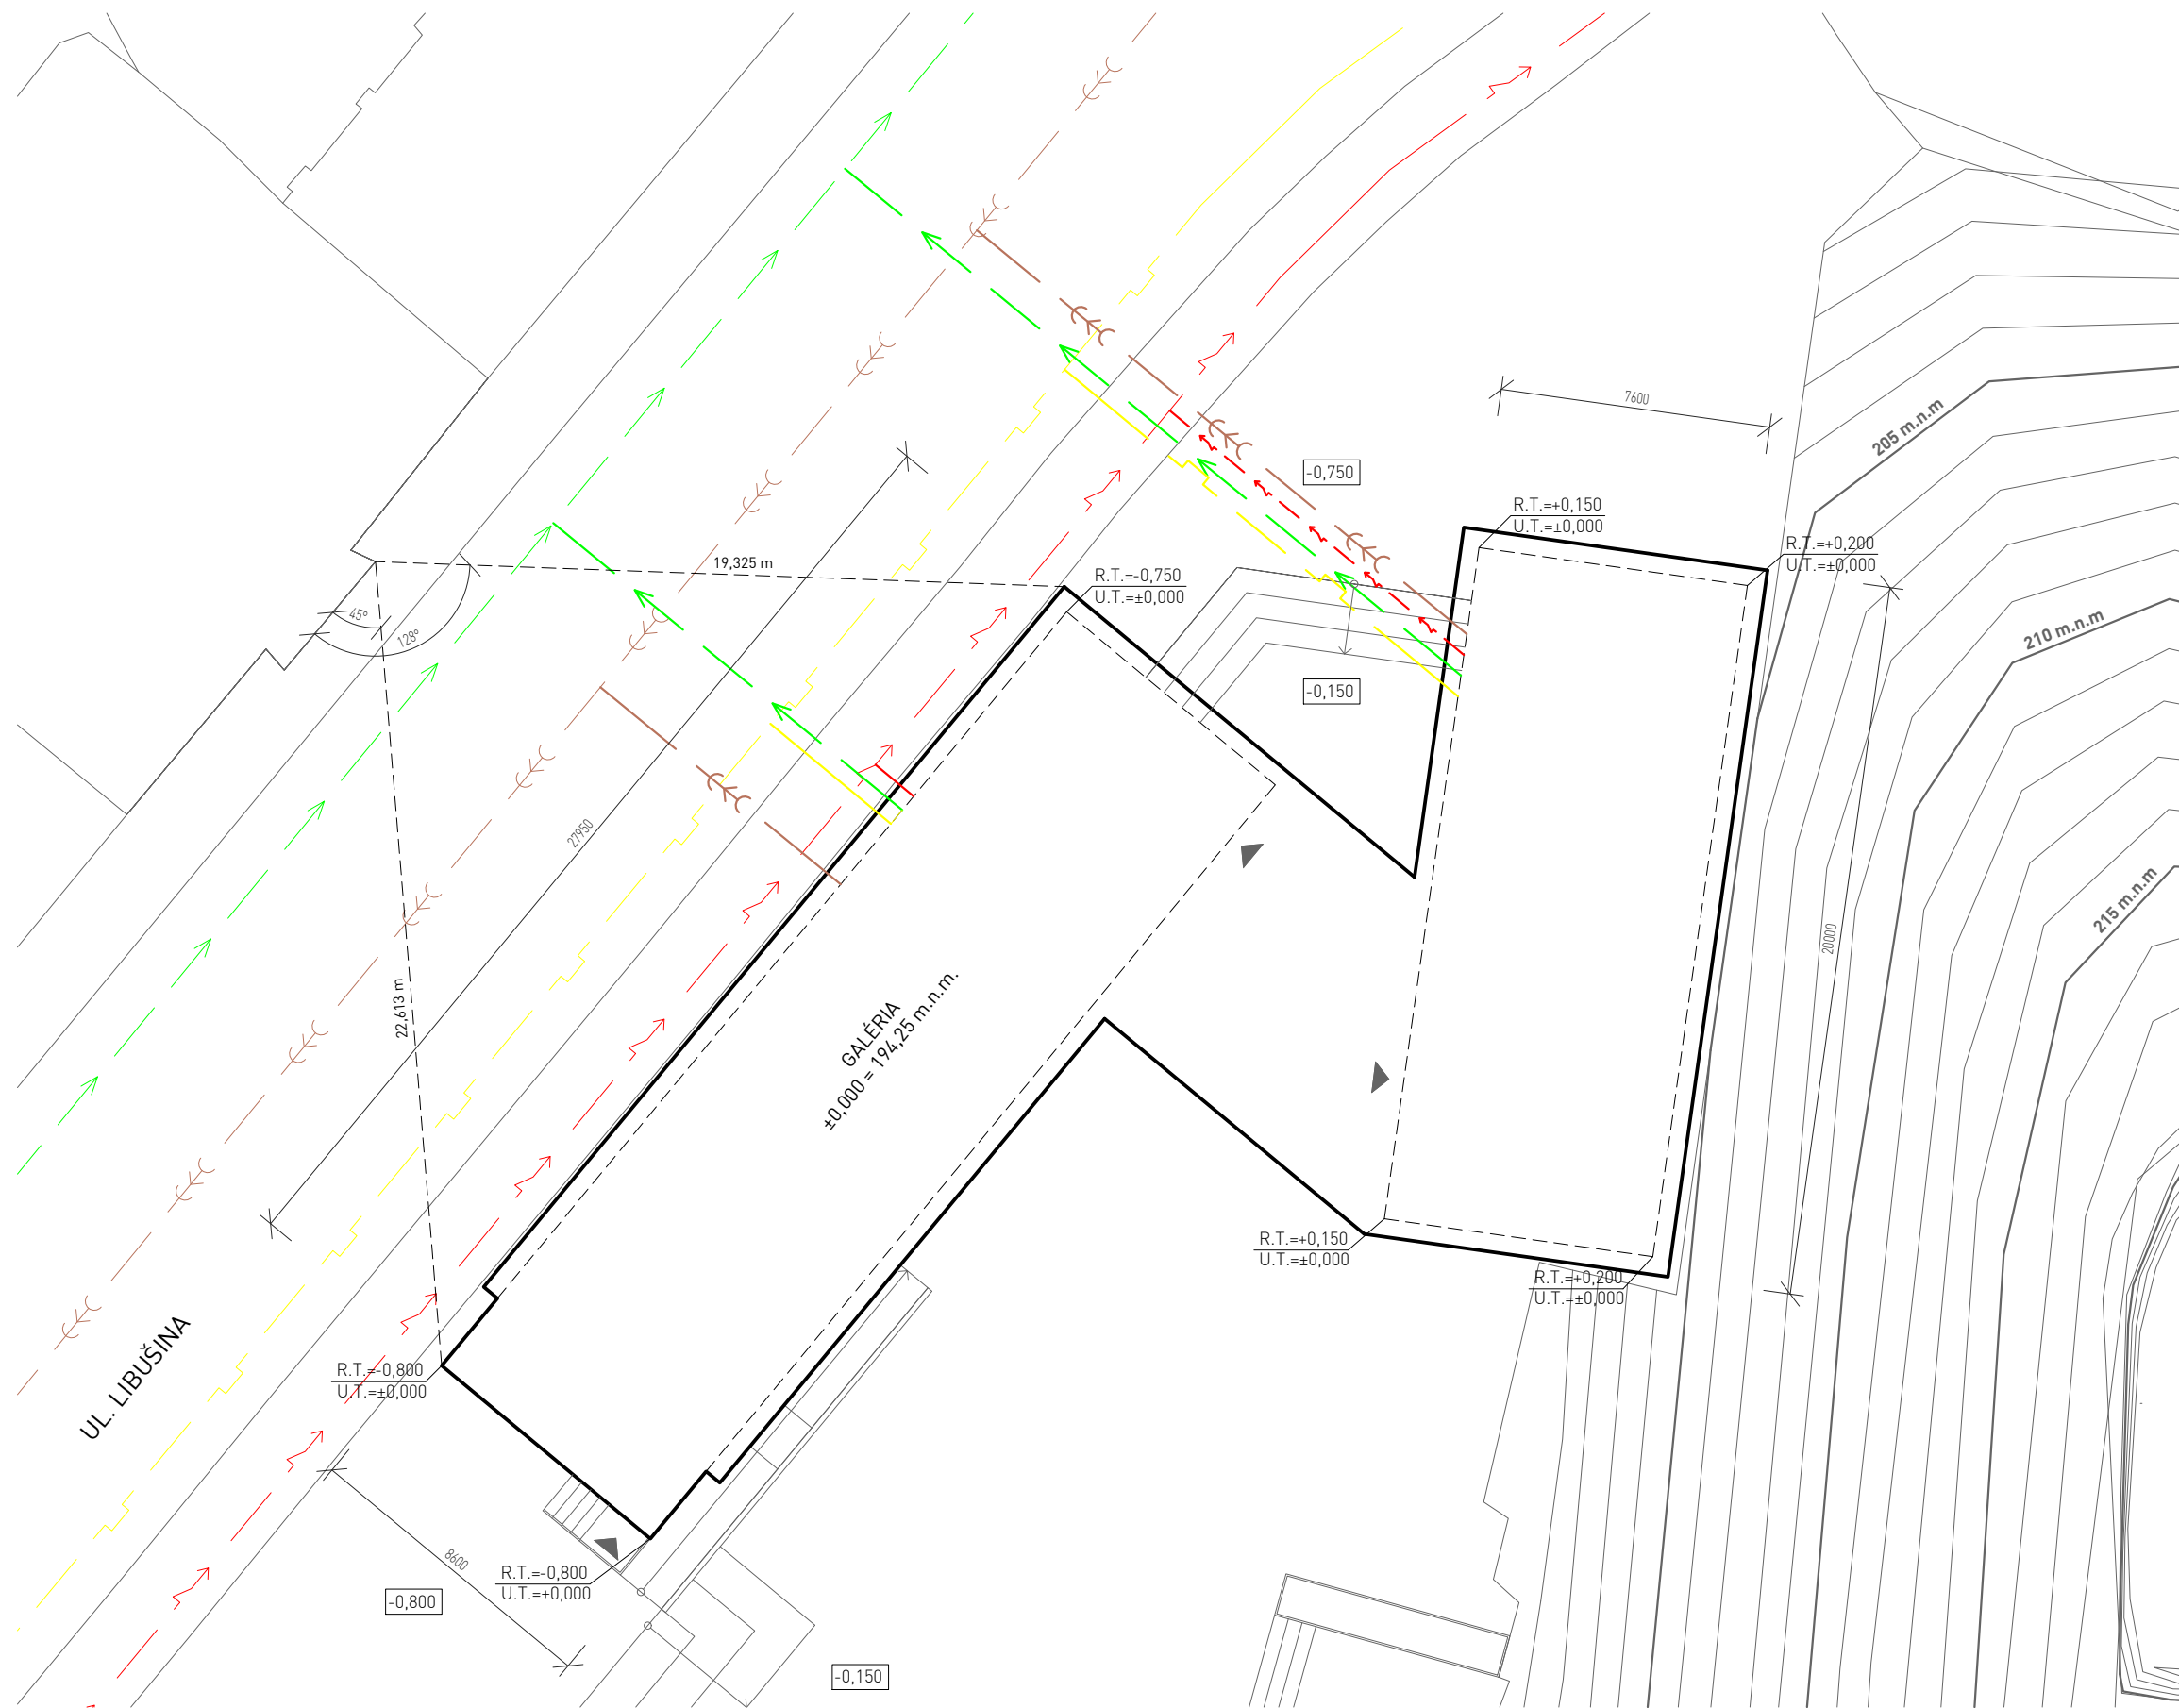 7600
205 m.n.m
-0,750
R.T.=+0,150
U.T.=±0,000
R.T.=+0,200
U.T.=±0,000
19,325 m
R.T.=-0,750
U.T.=±0,000
45°
128°
210 m.n.m
-0,150
27950
215 m.n.m
20000
22,613 m
GALÉRIA
±0,000 = 194,25 m.n.m.
R.T.=+0,150
U.T.=±0,000
R.T.=+0,200
U.T.=±0,000
UL. LIBUŠINA
R.T.=-0,800
U.T.=±0,000
8600
R.T.=-0,800
U.T.=±0,000
-0,800
-0,150